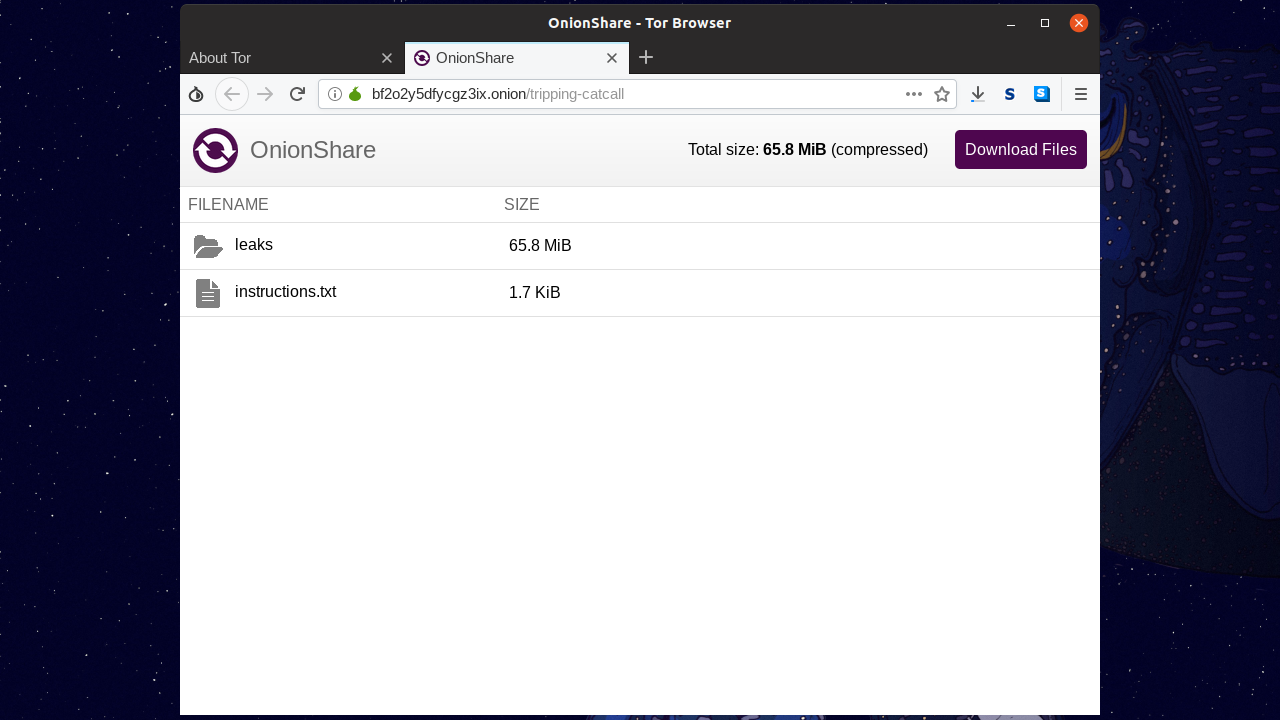 OnionShare - Tor Browser
About Tor
OnionShare
bf2o2y5dfycgz3ix.onion/tripping-catcall
S
S
OnionShare
Total size: 65.8 MiB (compressed)
Download Files
FILENAME SIZE
leaks 65.8 MiB
instructions.txt 1.7 KiB